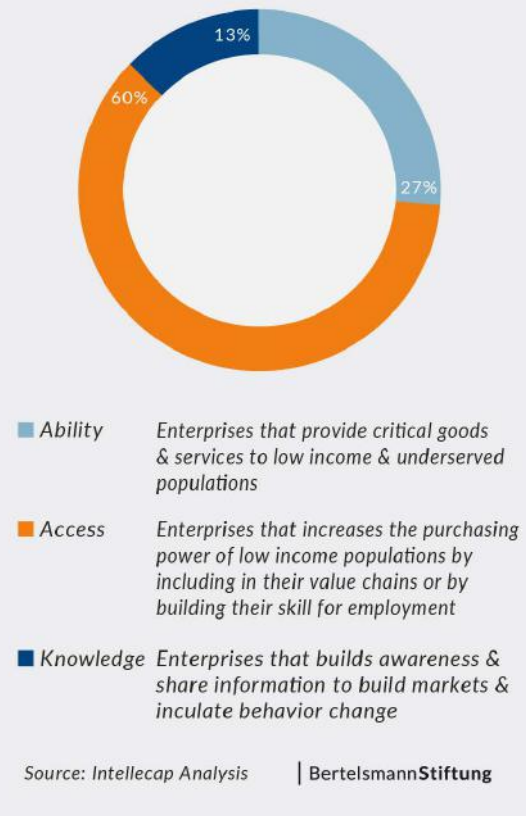 13%
60%
27%
Ability Enterprises that provide critical goods
& services to low income & underserved
populations
Access Enterprises that increases the purchasing
power of low income populations by
including in their value chains or by
building their skill for employment
Knowledge Enterprises that builds awareness &
share information to build markets &
inculate behavior change
Source: Intellecap Analysis | BertelsmannStiftung